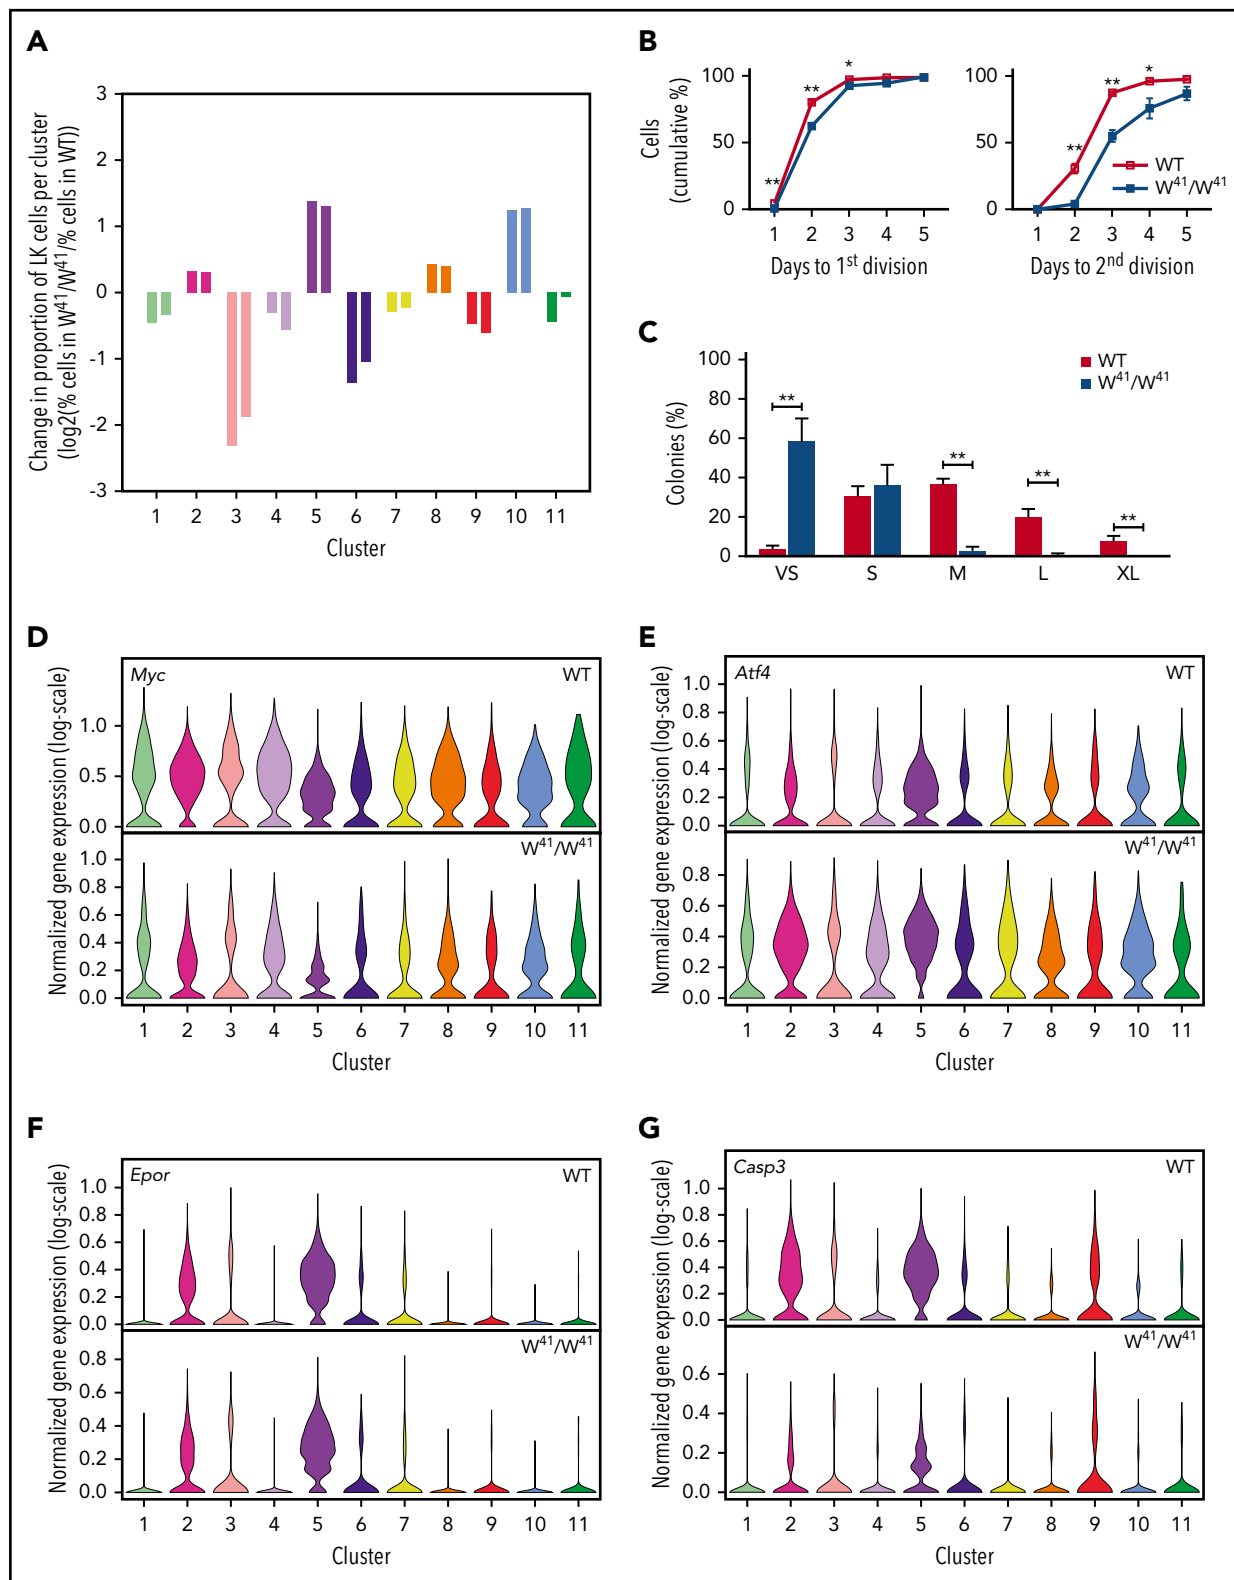 A
Change in proportion of LK cells per cluster
(log2(% cells in W41/W41/% cells in WT))
3
2
1
0
-1
-2
-3
1 2 3 4 5 6 7 8 9 10 11
Cluster
B
Cells
(cumulative %)
100
50
0
** ** *
1 2 3 4 5
Days to 1st division
100
50
0
** ** *
WT
W41/W41
1 2 3 4 5
Days to 2nd division
C
Colonies (%)
100
80
60
40
20
0
WT
W41/W41
** ** ** **
VS S M L XL
D
Normalized gene expression (log-scale)
Myc WT
1.0
0.5
0.0
W41/W41
1.0
0.8
0.6
0.4
0.2
0.0
1 2 3 4 5 6 7 8 9 10 11
Cluster
E
Normalized gene expression (log-scale)
Atf4 WT
1.0
0.8
0.6
0.4
0.2
0.0
W41/W41
0.8
0.6
0.4
0.2
0.0
1 2 3 4 5 6 7 8 9 10 11
Cluster
F
Normalized gene expression (log-scale)
Epor WT
1.0
0.8
0.6
0.4
0.2
0.0
W41/W41
0.8
0.6
0.4
0.2
0.0
1 2 3 4 5 6 7 8 9 10 11
Cluster
G
Normalized gene expression (log-scale)
Casp3 WT
1.0
0.8
0.6
0.4
0.2
0.0
W41/W41
0.6
0.4
0.2
0.0
1 2 3 4 5 6 7 8 9 10 11
Cluster